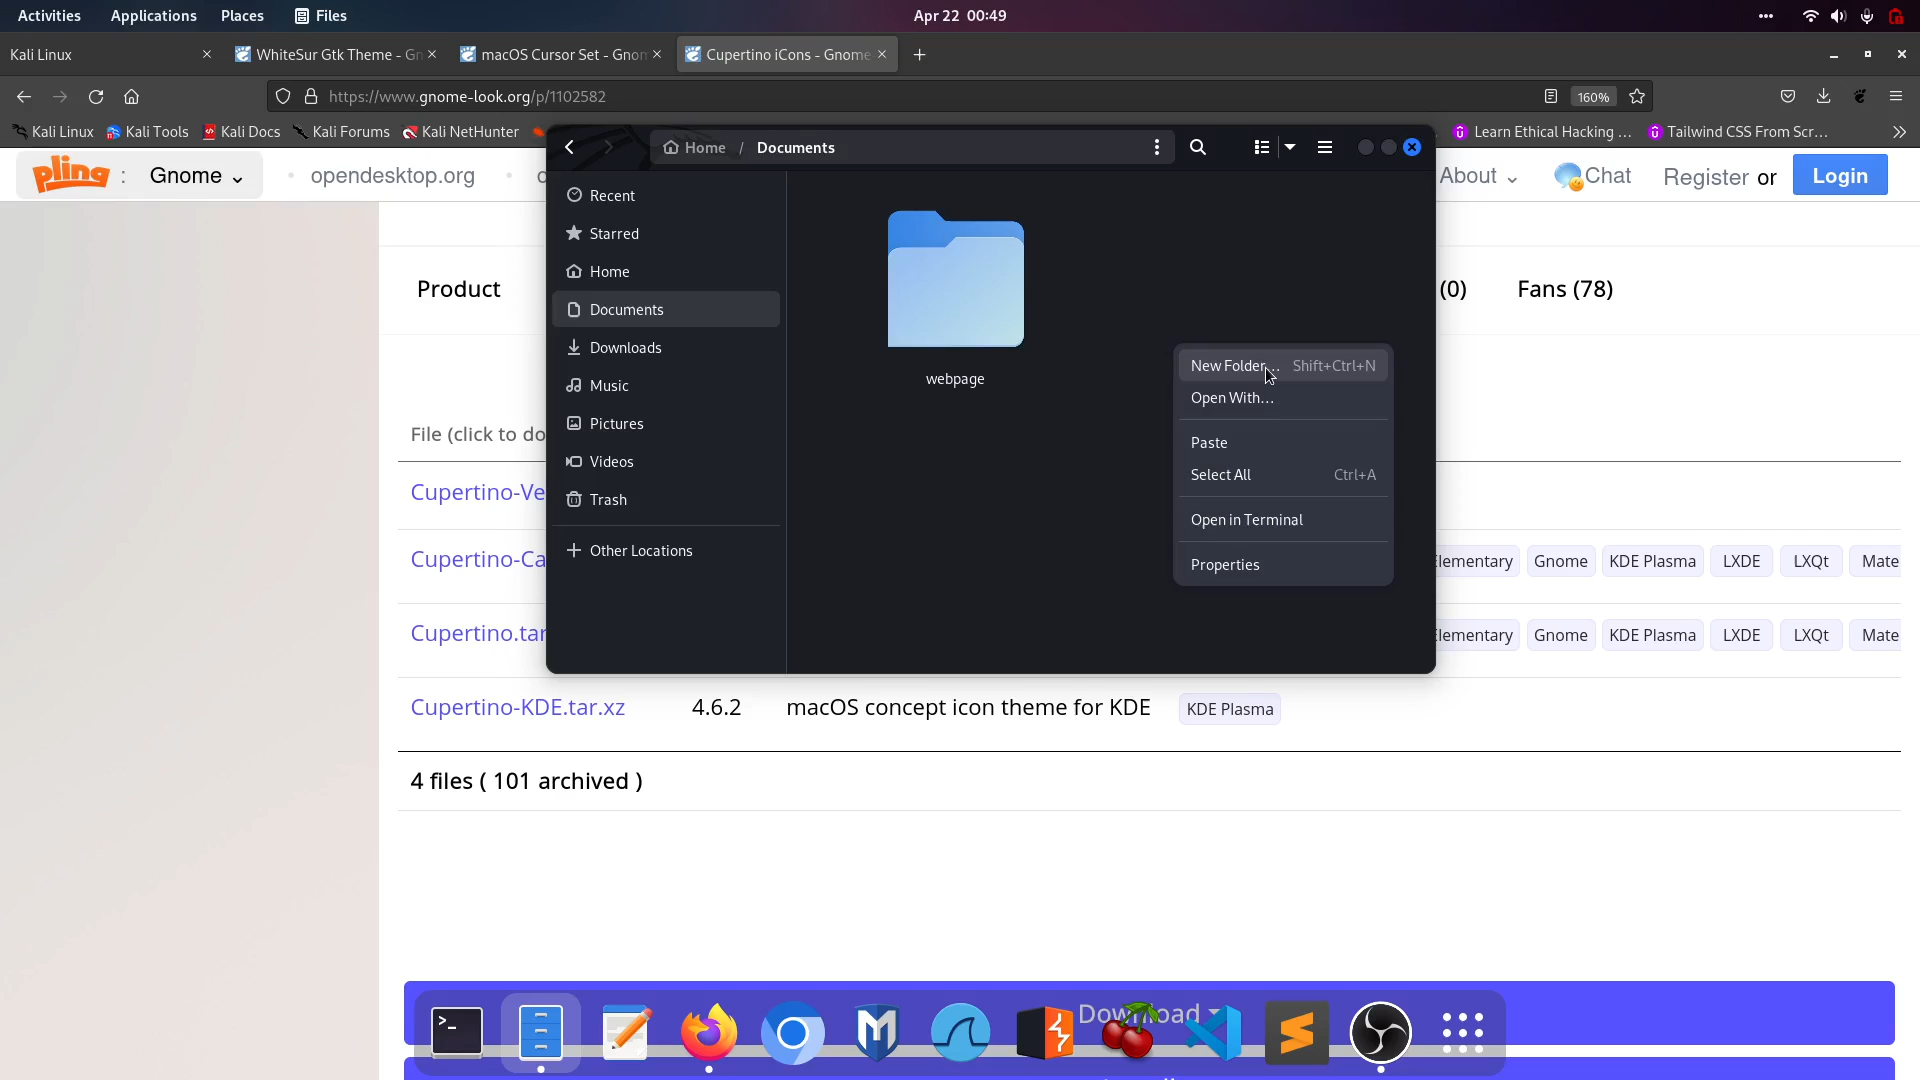 Activities Applications Places Files Apr 22 00:49
Kali Linux WhiteSur Gtk Theme - Gn macOS Cursor Set - Gnom Cupertino iCons - Gnome
https://www.gnome-look.org/p/1102582 160%
Kali Linux Kali Tools Kali Docs Kali Forums Kali NetHunter Learn Ethical Hacking ... Tailwind CSS From Scr...
Home / Documents
pling : Gnome opendesktop.org About Chat Register or Login
Recent
Starred
Home
Documents
Downloads
Music
Pictures
Videos
Trash
Other Locations
webpage
New Folder... Shift+Ctrl+N
Open With...
Paste
Select All Ctrl+A
Open in Terminal
Properties
Product (0) Fans (78)
File (click to do
Cupertino-Ve
Cupertino-Ca Elementary Gnome KDE Plasma LXDE LXQt Mate
Cupertino.tar Elementary Gnome KDE Plasma LXDE LXQt Mate
Cupertino-KDE.tar.xz 4.6.2 macOS concept icon theme for KDE KDE Plasma
4 files ( 101 archived )
Download